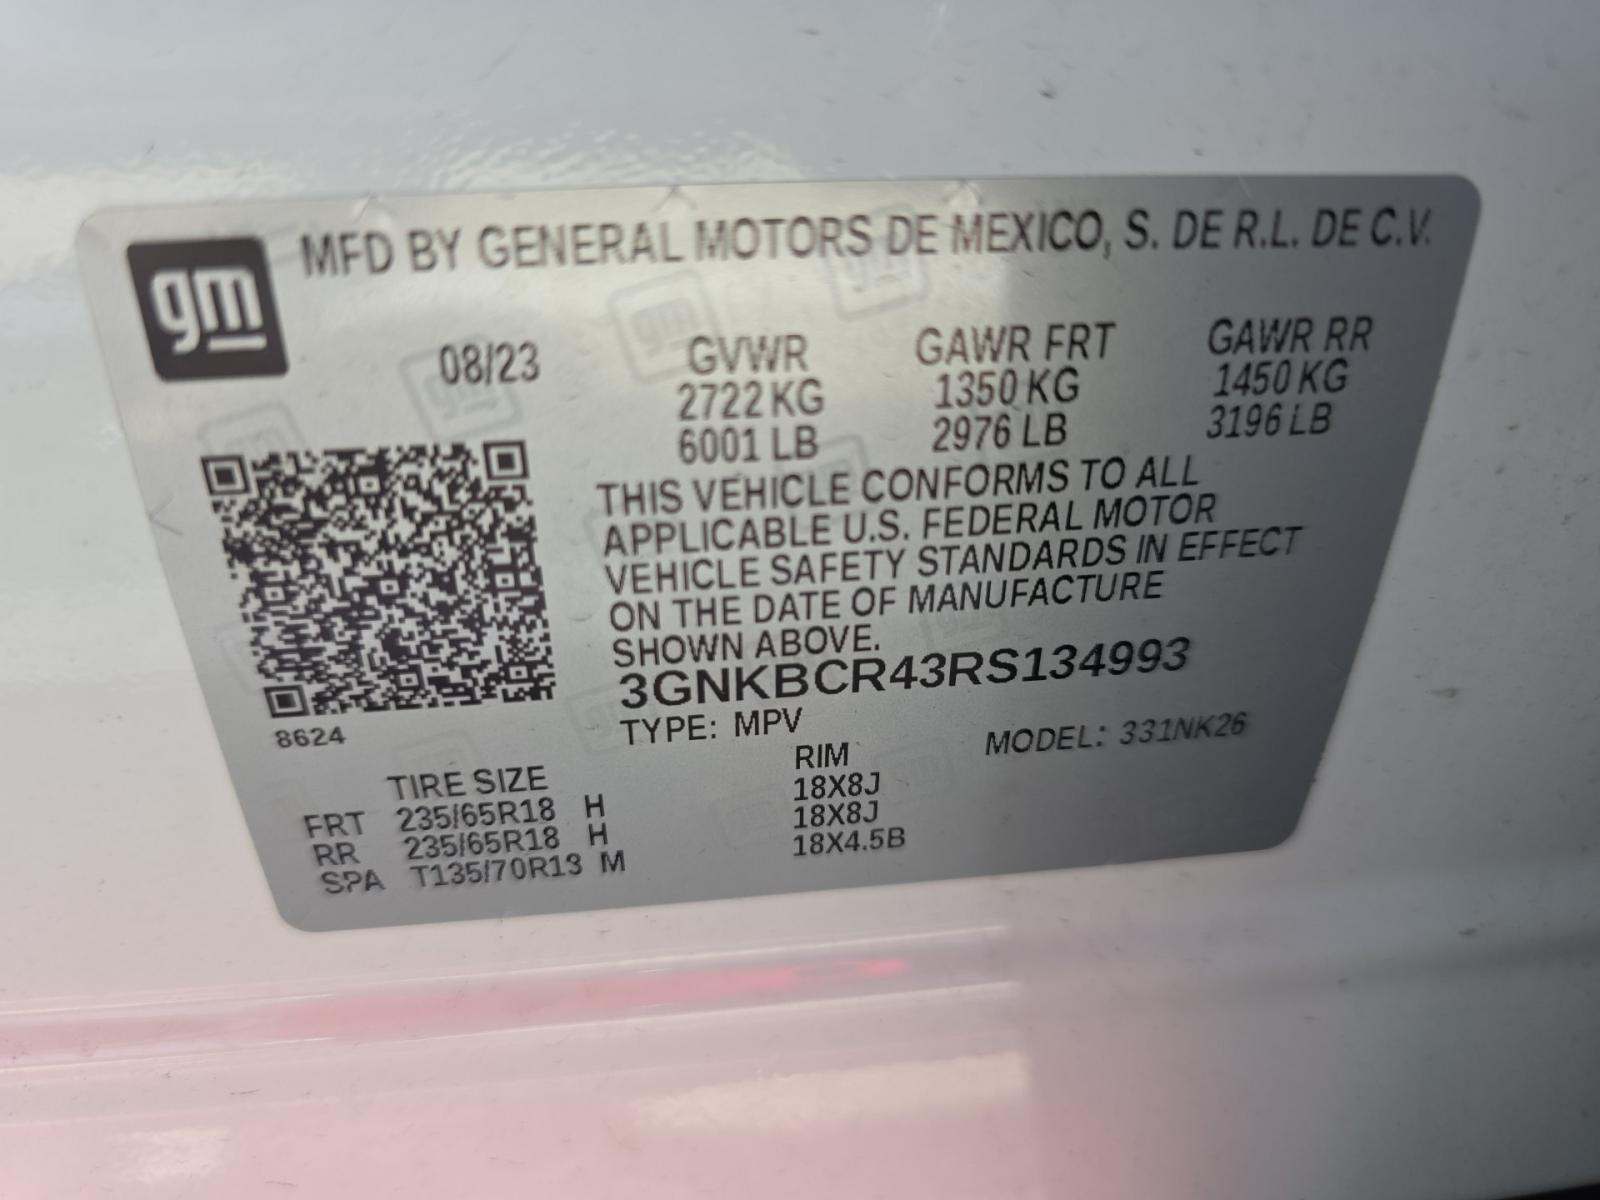 gm
MFD BY GENERAL MOTORS DE MEXICO, S. DE R.L. DE C.V.
08/23 GVWR GAWR FRT GAWR RR
2722 KG 1350 KG 1450 KG
6001 LB 2976 LB 3196 LB
THIS VEHICLE CONFORMS TO ALL
APPLICABLE U.S. FEDERAL MOTOR
VEHICLE SAFETY STANDARDS IN EFFECT
ON THE DATE OF MANUFACTURE
SHOWN ABOVE.
3GNKBCR43RS134993
8624
TYPE: MPV MODEL: 331NK26
TIRE SIZE RIM
FRT 235/65R18 H 18X8J
RR 235/65R18 H 18X8J
SPA T135/70R13 M 18X4.5B